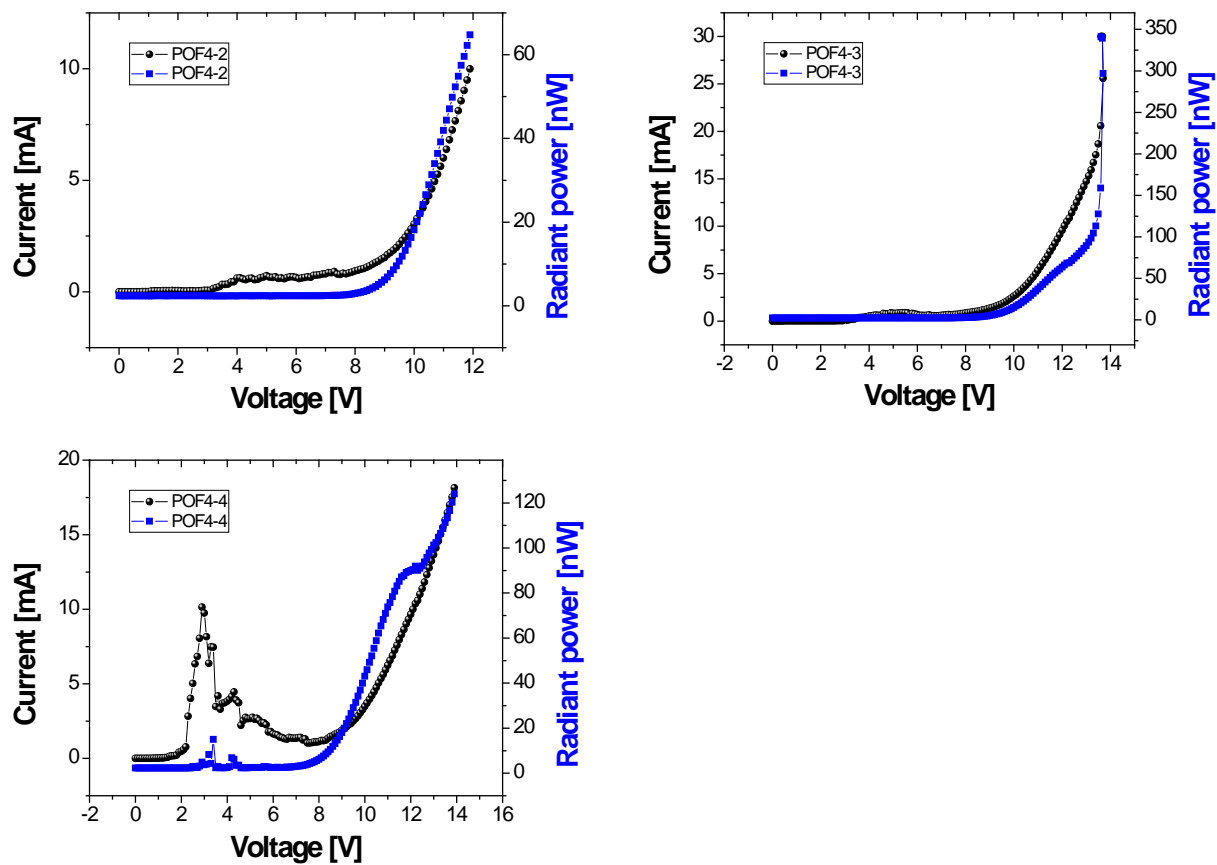 POF4-2
POF4-2
10
5
0
Current [mA]
60
40
20
0
Radiant power [nW]
0 2 4 6 8 10 12
Voltage [V]
POF4-3
POF4-3
30
25
20
15
10
5
0
Current [mA]
350
300
250
200
150
100
50
0
Radiant power [nW]
-2 0 2 4 6 8 10 12 14
Voltage [V]
POF4-4
POF4-4
20
15
10
5
0
Current [mA]
120
100
80
60
40
20
0
Radiant power [nW]
-2 0 2 4 6 8 10 12 14 16
Voltage [V]